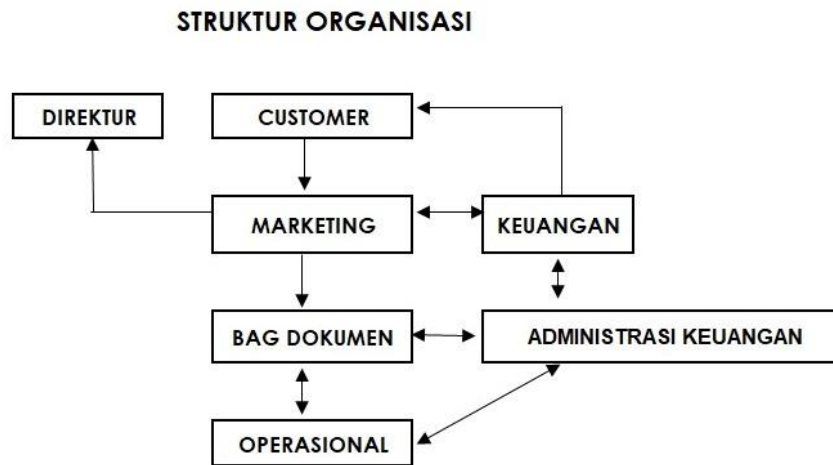 STRUKTUR ORGANISASI
DIREKTUR
CUSTOMER
MARKETING
KEUANGAN
BAG DOKUMEN
ADMINISTRASI KEUANGAN
OPERASIONAL